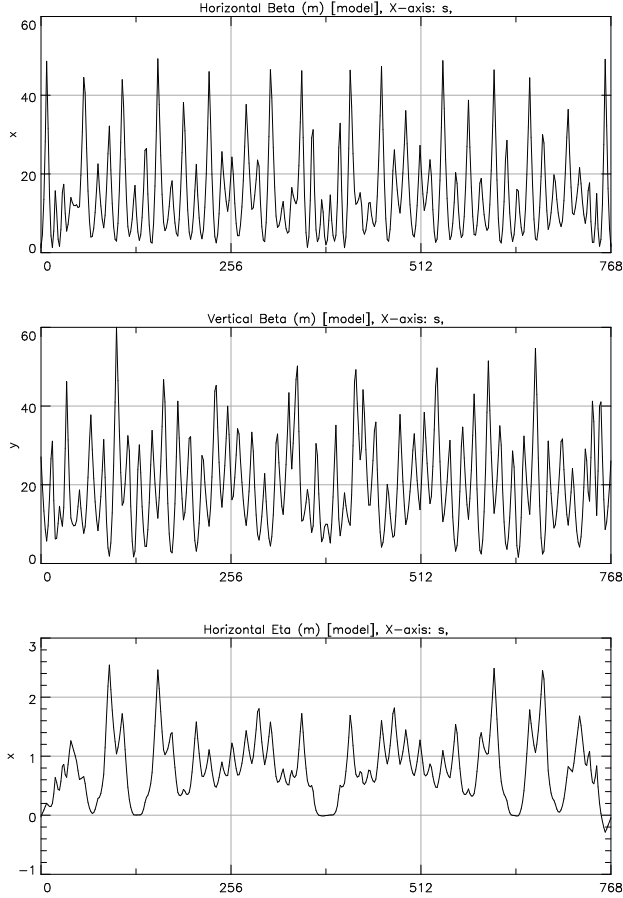 Horizontal Beta (m) [model], X-axis: s,
60
40
x
20
0
0 256 512 768
Vertical Beta (m) [model], X-axis: s,
60
40
y
20
0
0 256 512 768
Horizontal Eta (m) [model], X-axis: s,
3
2
x
1
0
-1
0 256 512 768